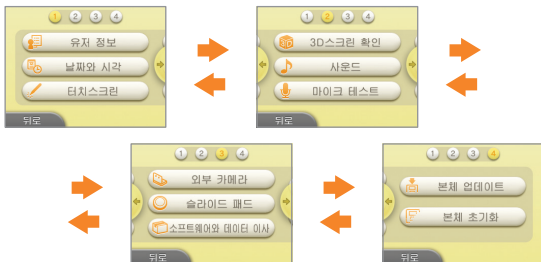 1 2 3 4
유저 정보
날짜와 시각
터치스크린
뒤로
1 2 3 4
3D스크린 확인
사운드
마이크 테스트
뒤로
1 2 3 4
외부 카메라
슬라이드 패드
소프트웨어와 데이터 이사
뒤로
1 2 3 4
본체 업데이트
본체 초기화
뒤로